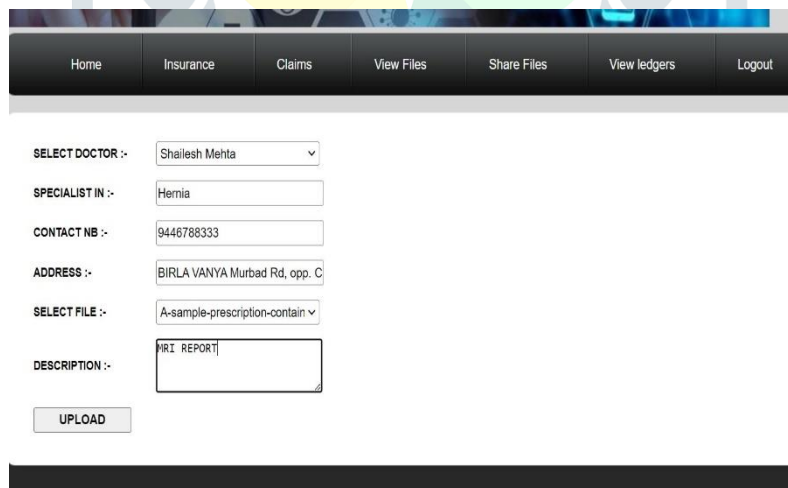 Home Insurance Claims View Files Share Files View ledgers Logout
SELECT DOCTOR :- Shailesh Mehta
SPECIALIST IN :- Hernia
CONTACT NB :- 9446788333
ADDRESS :- BIRLA VANYA Murbad Rd, opp. C
SELECT FILE :- A-sample-prescription-contain
DESCRIPTION :- MRI REPORT
UPLOAD